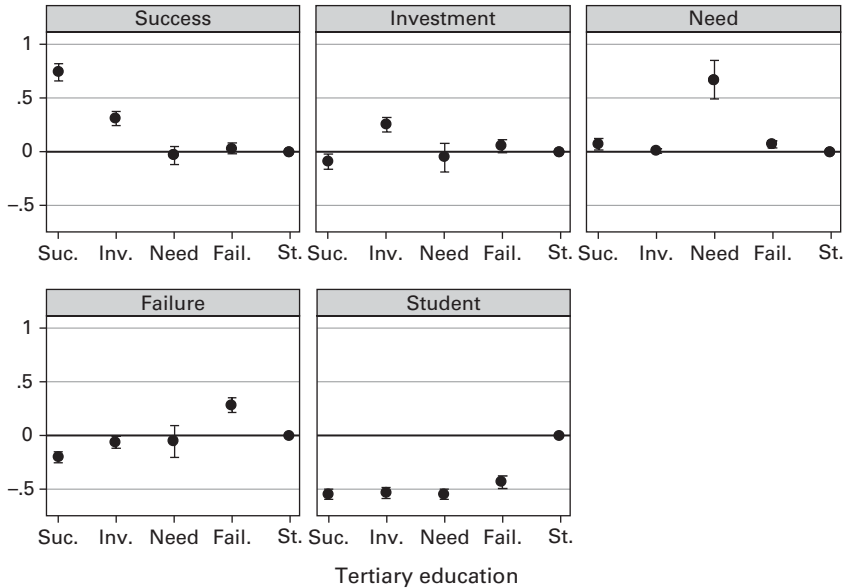 Success Investment Need
1
.5
0
−.5
Suc. Inv. Need Fail. St. Suc. Inv. Need Fail. St. Suc. Inv. Need Fail. St.
Failure Student
1
.5
0
−.5
Suc. Inv. Need Fail. St. Suc. Inv. Need Fail. St.
Tertiary education